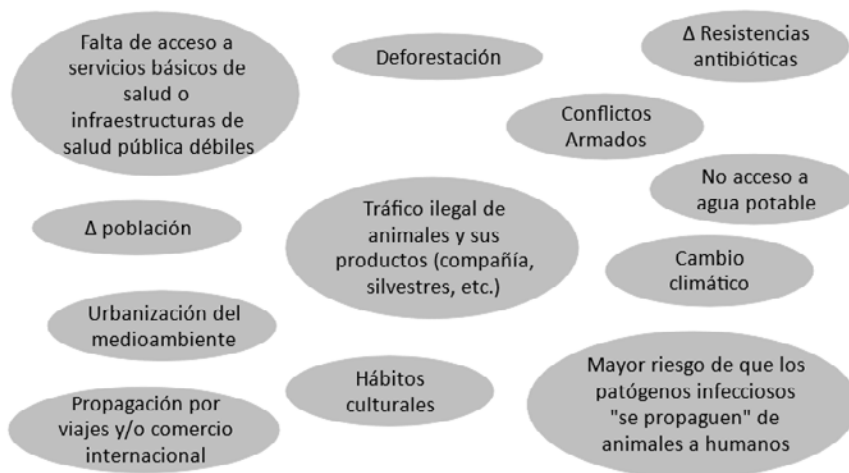 Falta de acceso a
servicios básicos de
salud o
infraestructuras de
salud pública débiles
Deforestación
Δ Resistencias
antibióticas
Conflictos
Armados
No acceso a
agua potable
Δ población
Tráfico ilegal de
animales y sus
productos (compañía,
silvestres, etc.)
Cambio
climático
Urbanización del
medioambiente
Hábitos
culturales
Mayor riesgo de que los
patógenos infecciosos
"se propaguen" de
animales a humanos
Propagación por
viajes y/o comercio
internacional